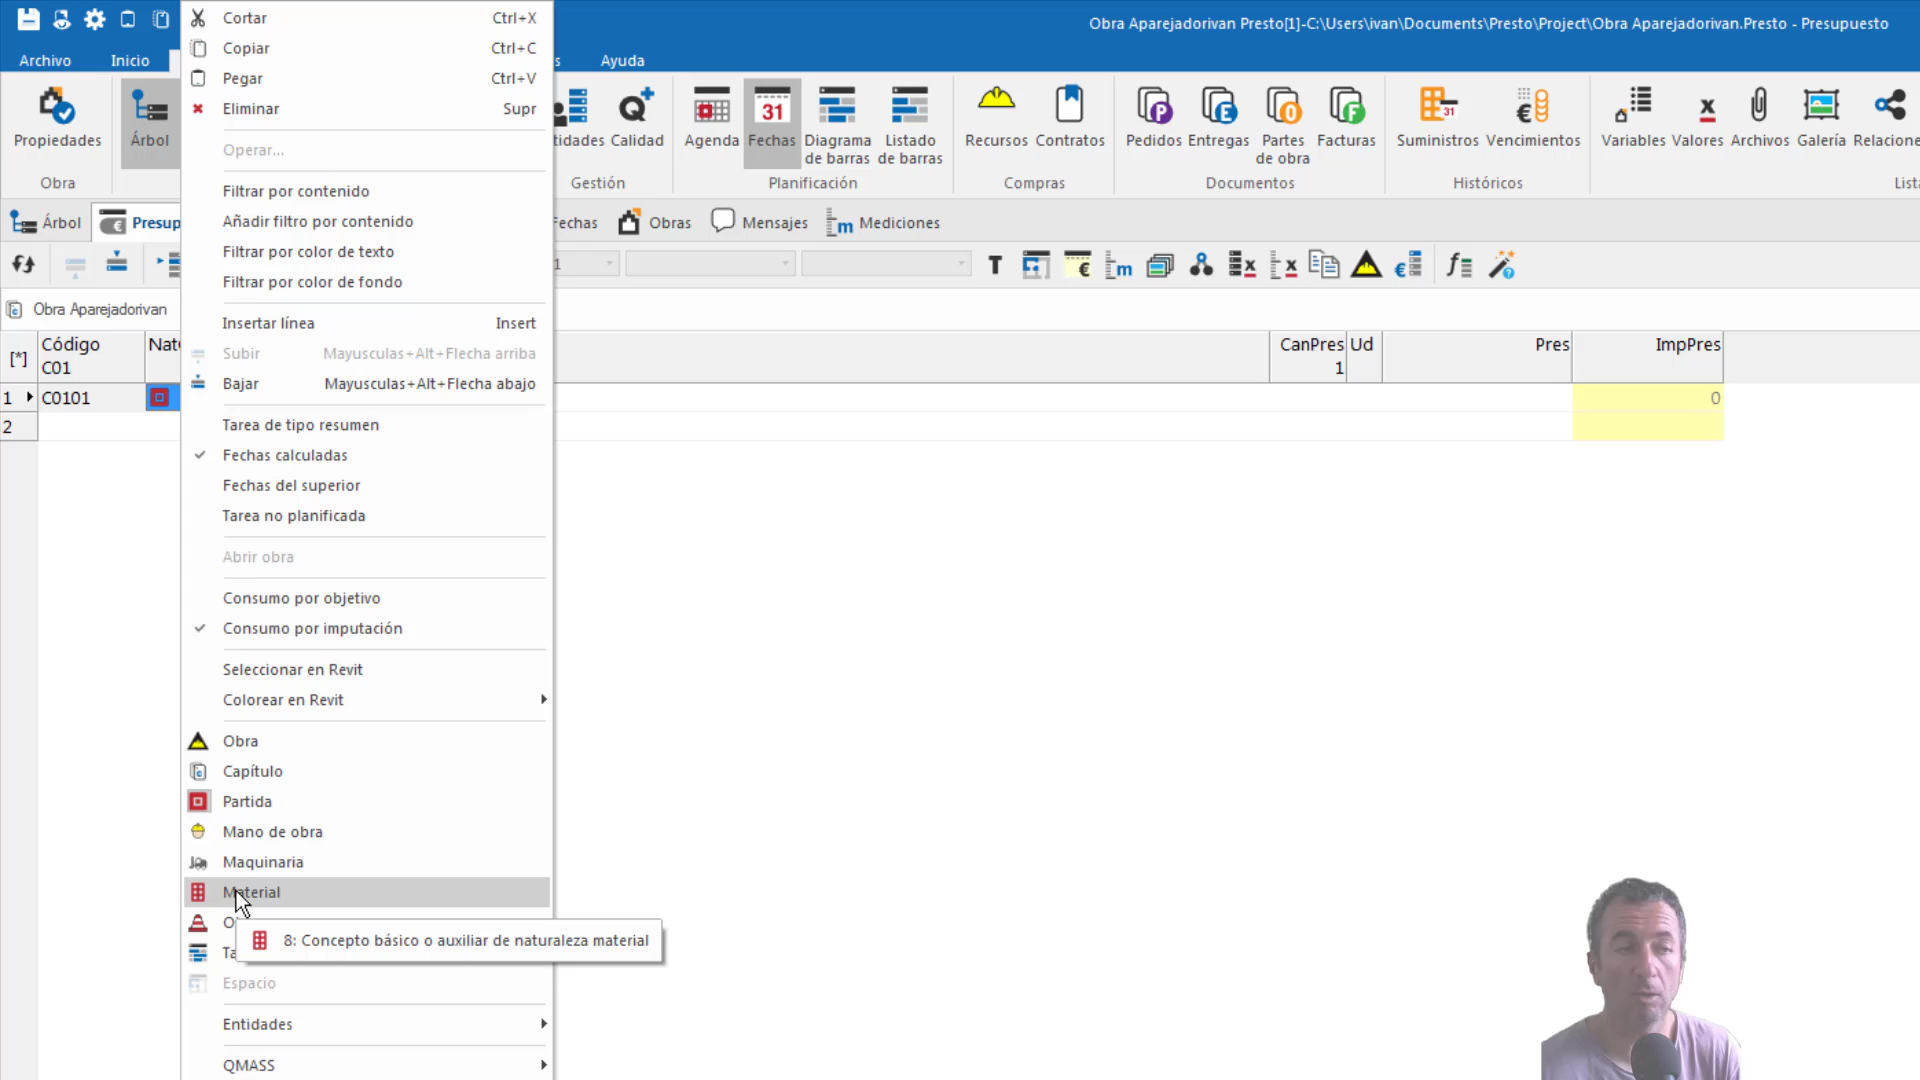 Obra Aparejadorivan Presto[1]-C:\Users\ivan\Documents\Presto\Project\Obra Aparejadorivan.Presto - Presupuesto
Archivo Inicio Ayuda
Propiedades Árbol Calidad Agenda Fechas Diagrama de barras Listado de barras Recursos Contratos Pedidos Entregas Partes de obra Facturas Suministros Vencimientos Variables Valores Archivos Galería
Obra Gestión Planificación Compras Documentos Históricos
Árbol Obras Mensajes Mediciones
1
Obra Aparejadorivan
[*] Código CanPres Ud Pres ImpPres
C01 1
1 C0101 0
2
Cortar Ctrl+X
Copiar Ctrl+C
Pegar Ctrl+V
Eliminar Supr
Operar...
Filtrar por contenido
Añadir filtro por contenido
Filtrar por color de texto
Filtrar por color de fondo
Insertar línea Insert
Subir Mayusculas+Alt+Flecha arriba
Bajar Mayusculas+Alt+Flecha abajo
Tarea de tipo resumen
Fechas calculadas
Fechas del superior
Tarea no planificada
Abrir obra
Consumo por objetivo
Consumo por imputación
Seleccionar en Revit
Colorear en Revit
Obra
Capítulo
Partida
Mano de obra
Maquinaria
Material
8: Concepto básico o auxiliar de naturaleza material
Espacio
Entidades
QMASS